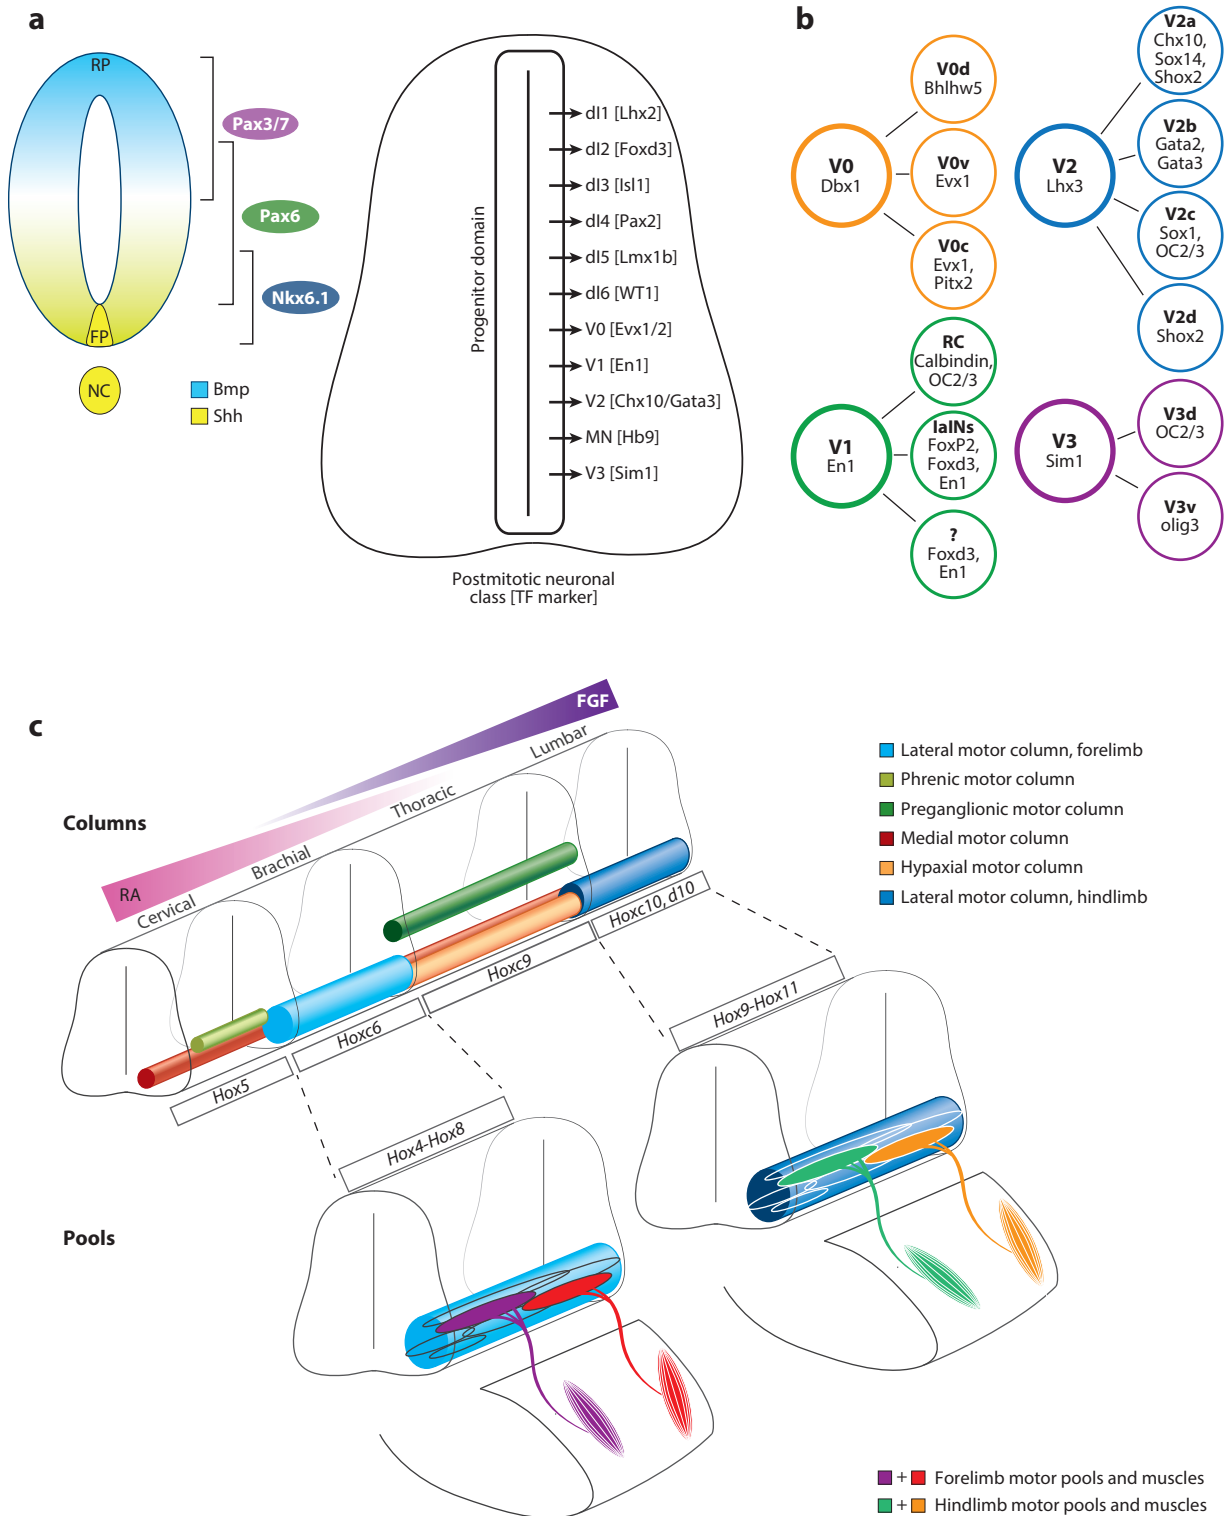 a
RP
Pax3/7
Pax6
Nkx6.1
FP
NC
Bmp
Shh
Progenitor domain
dI1 [Lhx2]
dI2 [Foxd3]
dI3 [Isl1]
dI4 [Pax2]
dI5 [Lmx1b]
dI6 [WT1]
V0 [Evx1/2]
V1 [En1]
V2 [Chx10/Gata3]
MN [Hb9]
V3 [Sim1]
Postmitotic neuronal
class [TF marker]
b
V0
Dbx1
V0d
Bhlhw5
V0v
Evx1
V0c
Evx1,
Pitx2
V2
Lhx3
V2a
Chx10,
Sox14,
Shox2
V2b
Gata2,
Gata3
V2c
Sox1,
OC2/3
V2d
Shox2
V1
En1
RC
Calbindin,
OC2/3
IaINs
FoxP2,
Foxd3,
En1
?
Foxd3,
En1
V3
Sim1
V3d
OC2/3
V3v
olig3
c
FGF
RA
Columns
Cervical
Brachial
Thoracic
Lumbar
Hox5
Hoxc6
Hoxc9
Hoxc10, d10
Lateral motor column, forelimb
Phrenic motor column
Preganglionic motor column
Medial motor column
Hypaxial motor column
Lateral motor column, hindlimb
Pools
Hox4-Hox8
Hox9-Hox11
+ Forelimb motor pools and muscles
+ Hindlimb motor pools and muscles